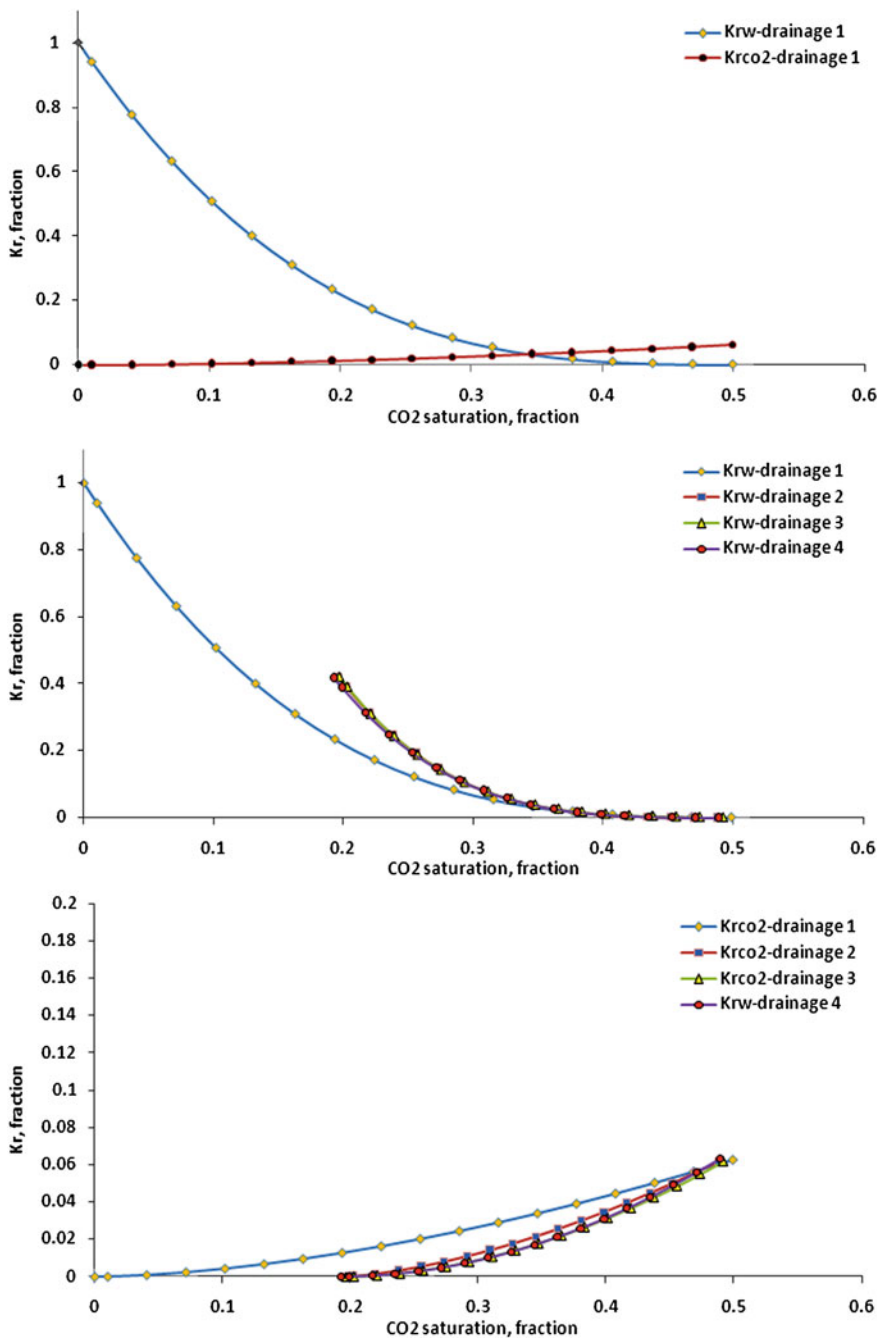 Krw-drainage 1
Krco2-drainage 1
1
0.8
0.6
0.4
0.2
0
Kr, fraction
0 0.1 0.2 0.3 0.4 0.5 0.6
CO2 saturation, fraction
Krw-drainage 1
Krw-drainage 2
Krw-drainage 3
Krw-drainage 4
1
0.8
0.6
0.4
0.2
0
Kr, fraction
0 0.1 0.2 0.3 0.4 0.5 0.6
CO2 saturation, fraction
Krco2-drainage 1
Krco2-drainage 2
Krco2-drainage 3
Krw-drainage 4
0.2
0.18
0.16
0.14
0.12
0.1
0.08
0.06
0.04
0.02
0
Kr, fraction
0 0.1 0.2 0.3 0.4 0.5 0.6
CO2 saturation, fraction